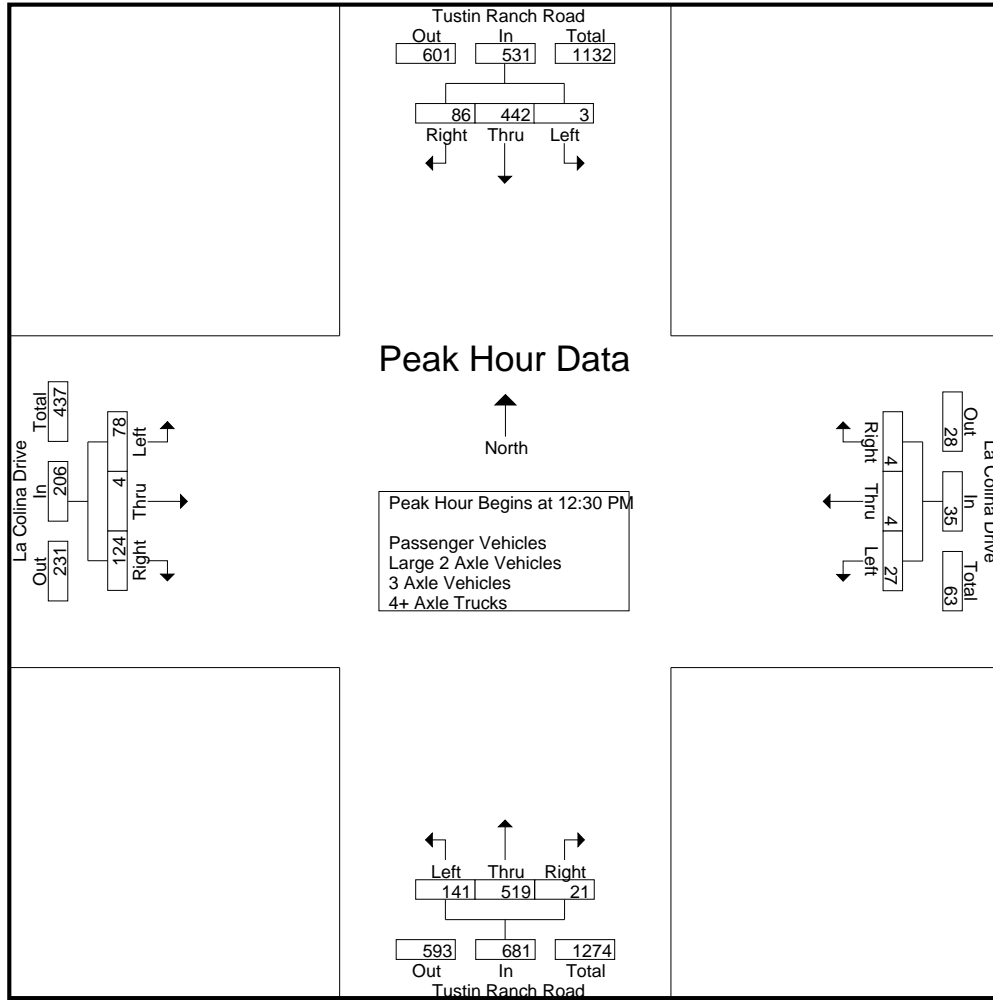 Tustin Ranch Road
Out In Total
601 531 1132
86 442 3
Right Thru Left
Peak Hour Data
North
La Colina Drive
Total In Out
437 206 231
78 4 124
Left Thru Right
Peak Hour Begins at 12:30 PM
Passenger Vehicles
Large 2 Axle Vehicles
3 Axle Vehicles
4+ Axle Trucks
La Colina Drive
Out In Total
28 35 63
4 4 27
Right Thru Left
Left Thru Right
141 519 21
593 681 1274
Out In Total
Tustin Ranch Road